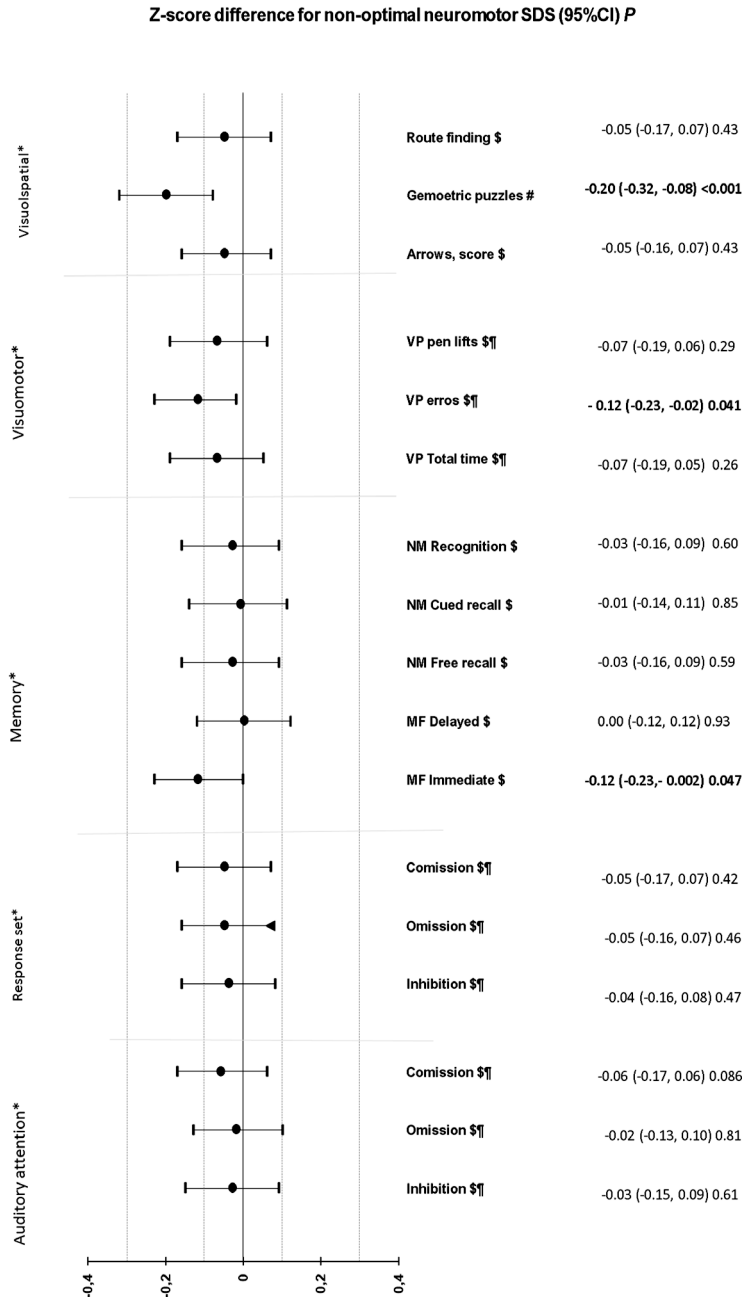 Z-score difference for non-optimal neuromotor SDS (95%CI) P
Visuolspatial*
Route finding $ -0.05 (-0.17, 0.07) 0.43
Gemoetric puzzles # -0.20 (-0.32, -0.08) <0.001
Arrows, score $ -0.05 (-0.16, 0.07) 0.43
Visuomotor*
VP pen lifts $¶ -0.07 (-0.19, 0.06) 0.29
VP erros $¶ - 0.12 (-0.23, -0.02) 0.041
VP Total time $¶ -0.07 (-0.19, 0.05) 0.26
Memory*
NM Recognition $ -0.03 (-0.16, 0.09) 0.60
NM Cued recall $ -0.01 (-0.14, 0.11) 0.85
NM Free recall $ -0.03 (-0.16, 0.09) 0.59
MF Delayed $ 0.00 (-0.12, 0.12) 0.93
MF Immediate $ -0.12 (-0.23,- 0.002) 0.047
Response set*
Comission $¶ -0.05 (-0.17, 0.07) 0.42
Omission $¶ -0.05 (-0.16, 0.07) 0.46
Inhibition $¶ -0.04 (-0.16, 0.08) 0.47
Auditory attention*
Comission $¶ -0.06 (-0.17, 0.06) 0.086
Omission $¶ -0.02 (-0.13, 0.10) 0.81
Inhibition $¶ -0.03 (-0.15, 0.09) 0.61
-0,4 -0,2 0 0,2 0,4